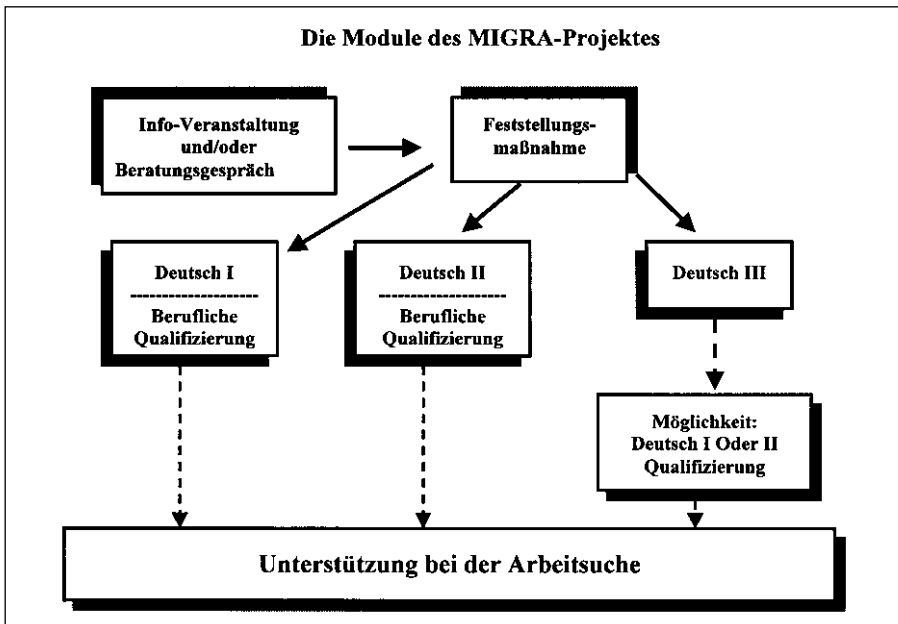 Die Module des MIGRA-Projektes
Info-Veranstaltung
und/oder
Beratungsgespräch
Feststellungs-
maßnahme
Deutsch I
Berufliche
Qualifizierung
Deutsch II
Berufliche
Qualifizierung
Deutsch III
Möglichkeit:
Deutsch I Oder II
Qualifizierung
Unterstützung bei der Arbeitsuche